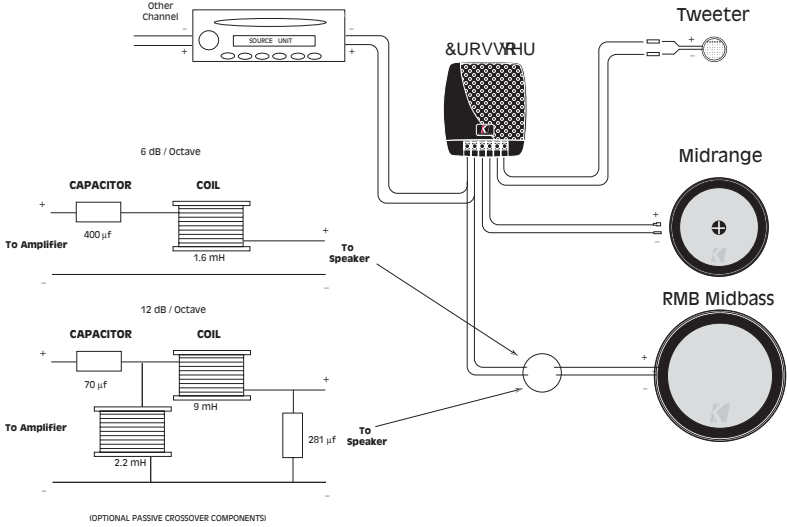 Other
Channel
Tweeter
SOURCE UNIT
&URVVRYHU
6 dB / Octave
Midrange
CAPACITOR
COIL
400 µf
To Amplifier
1.6 mH
To
Speaker
RMB Midbass
12 dB / Octave
CAPACITOR
COIL
70 µf
9 mH
To Amplifier
281 µf
To
Speaker
2.2 mH
(OPTIONAL PASSIVE CROSSOVER COMPONENTS)